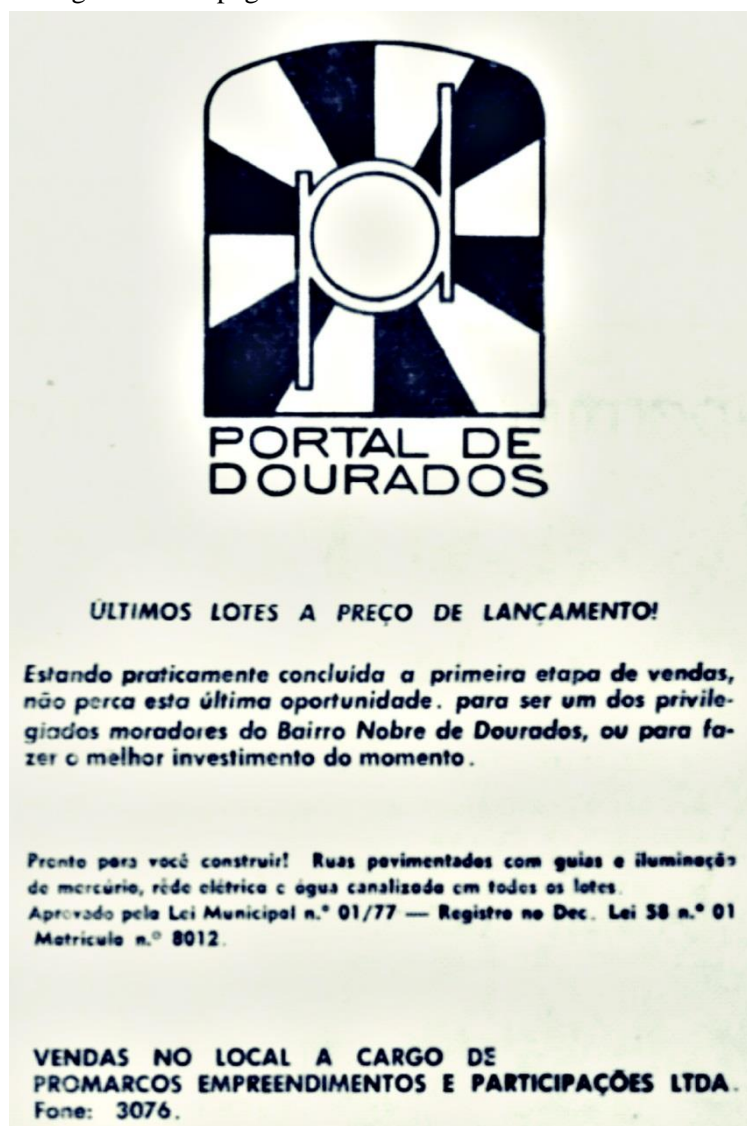 PORTAL DE
DOURADOS
ÚLTIMOS LOTES A PREÇO DE LANÇAMENTO!
Estando praticamente concluída a primeira etapa de vendas,
não perca esta última oportunidade. para ser um dos privile-
giados moradores do Bairro Nobre de Dourados, ou para fa-
zer o melhor investimento do momento.
Pronto para você construir! Ruas pavimentadas com guias e iluminação
de mercúrio, rêde elétrica e água canalizada em todos os lotes.
Aprovado pela Lei Municipal n.º 01/77 — Registro no Dec. Lei 58 n.º 01
Matricula n.º 8012.
VENDAS NO LOCAL A CARGO DE
PROMARCOS EMPREENDIMENTOS E PARTICIPAÇÕES LTDA.
Fone: 3076.